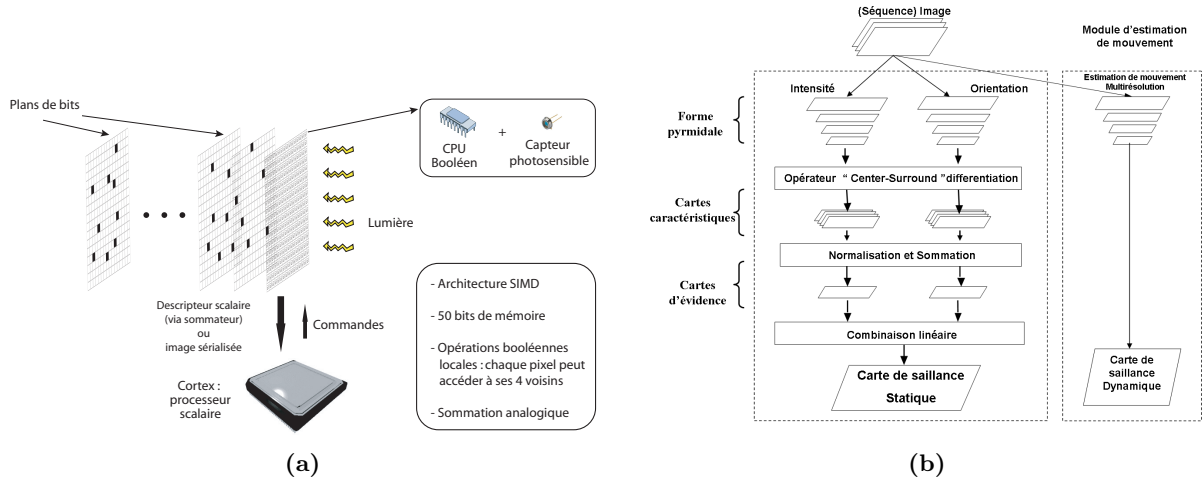 Plans de bits
CPU
Booléen
+
Capteur
photosensible
Lumière
Descripteur scalaire
(via sommateur)
ou
image sérialisée
Commandes
Cortex :
processeur
scalaire
- Architecture SIMD
- 50 bits de mémoire
- Opérations booléennes
locales : chaque pixel peut
accéder à ses 4 voisins
- Sommation analogique
(a)
(Séquence) Image
Module d'estimation
de mouvement
Intensité
Orientation
Estimation de mouvement
Multirésolution
Forme
pyrmidale
Opérateur “ Center-Surround ”differentiation
Cartes
caractéristiques
Normalisation et Sommation
Cartes
d'évidence
Combinaison linéaire
Carte de saillance
Statique
Carte de
saillance
Dynamique
(b)